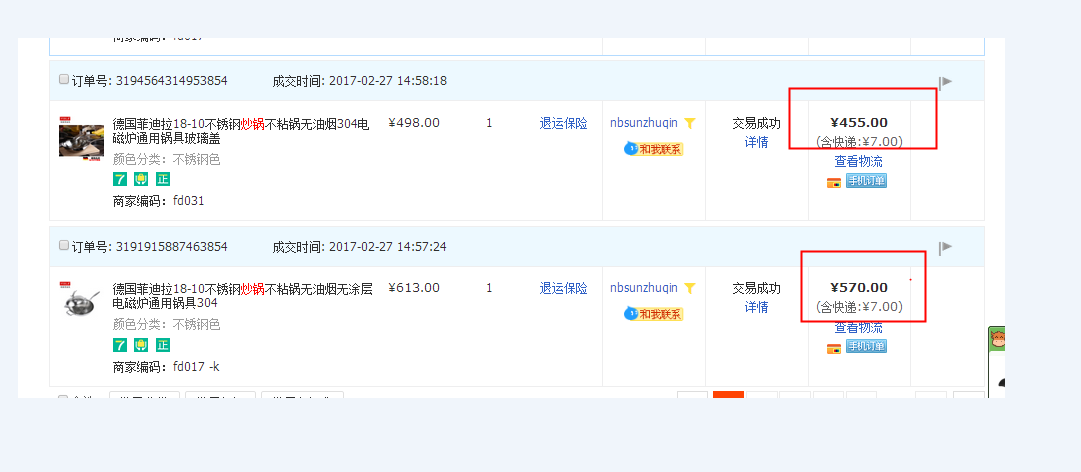 订单号: 3194564314953854 成交时间: 2017-02-27 14:58:18
德国菲迪拉18-10不锈钢炒锅不粘锅无油烟304电
磁炉通用锅具玻璃盖
颜色分类：不锈钢色
7 正
商家编码：fd031
¥498.00
1
退运保险
nbsunzhuqin
和我联系
交易成功
详情
¥455.00
(含快递:¥7.00)
查看物流
手机订单
订单号: 3191915887463854 成交时间: 2017-02-27 14:57:24
德国菲迪拉18-10不锈钢炒锅不粘锅无油烟无涂层
电磁炉通用锅具304
颜色分类：不锈钢色
7 正
商家编码：fd017 -k
¥613.00
1
退运保险
nbsunzhuqin
和我联系
交易成功
详情
¥570.00
(含快递:¥7.00)
查看物流
手机订单